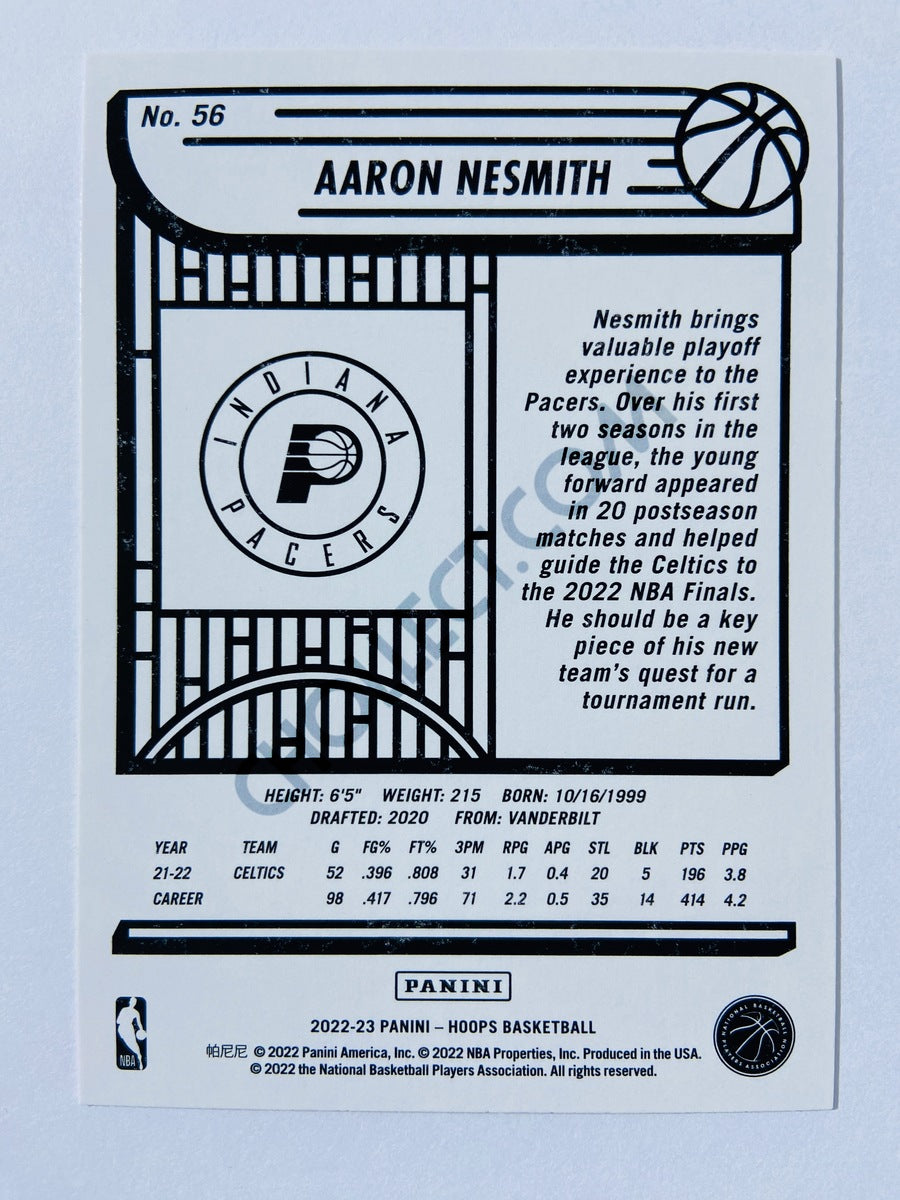 No. 56
AARON NESMITH
INDIANA
PACERS
Nesmith brings
valuable playoff
experience to the
Pacers. Over his first
two seasons in the
league, the young
forward appeared
in 20 postseason
matches and helped
guide the Celtics to
the 2022 NBA Finals.
He should be a key
piece of his new
team's quest for a
tournament run.
CHOLLECT.COM
HEIGHT: 6'5" WEIGHT: 215 BORN: 10/16/1999
DRAFTED: 2020 FROM: VANDERBILT
YEAR TEAM G FG% FT% 3PM RPG APG STL BLK PTS PPG
21-22 CELTICS 52 .396 .808 31 1.7 0.4 20 5 196 3.8
CAREER 98 .417 .796 71 2.2 0.5 35 14 414 4.2
PANINI
2022-23 PANINI – HOOPS BASKETBALL
帕尼尼 © 2022 Panini America, Inc. © 2022 NBA Properties, Inc. Produced in the USA.
© 2022 the National Basketball Players Association. All rights reserved.
NBA
NATIONAL BASKETBALL
PLAYERS ASSOCIATION